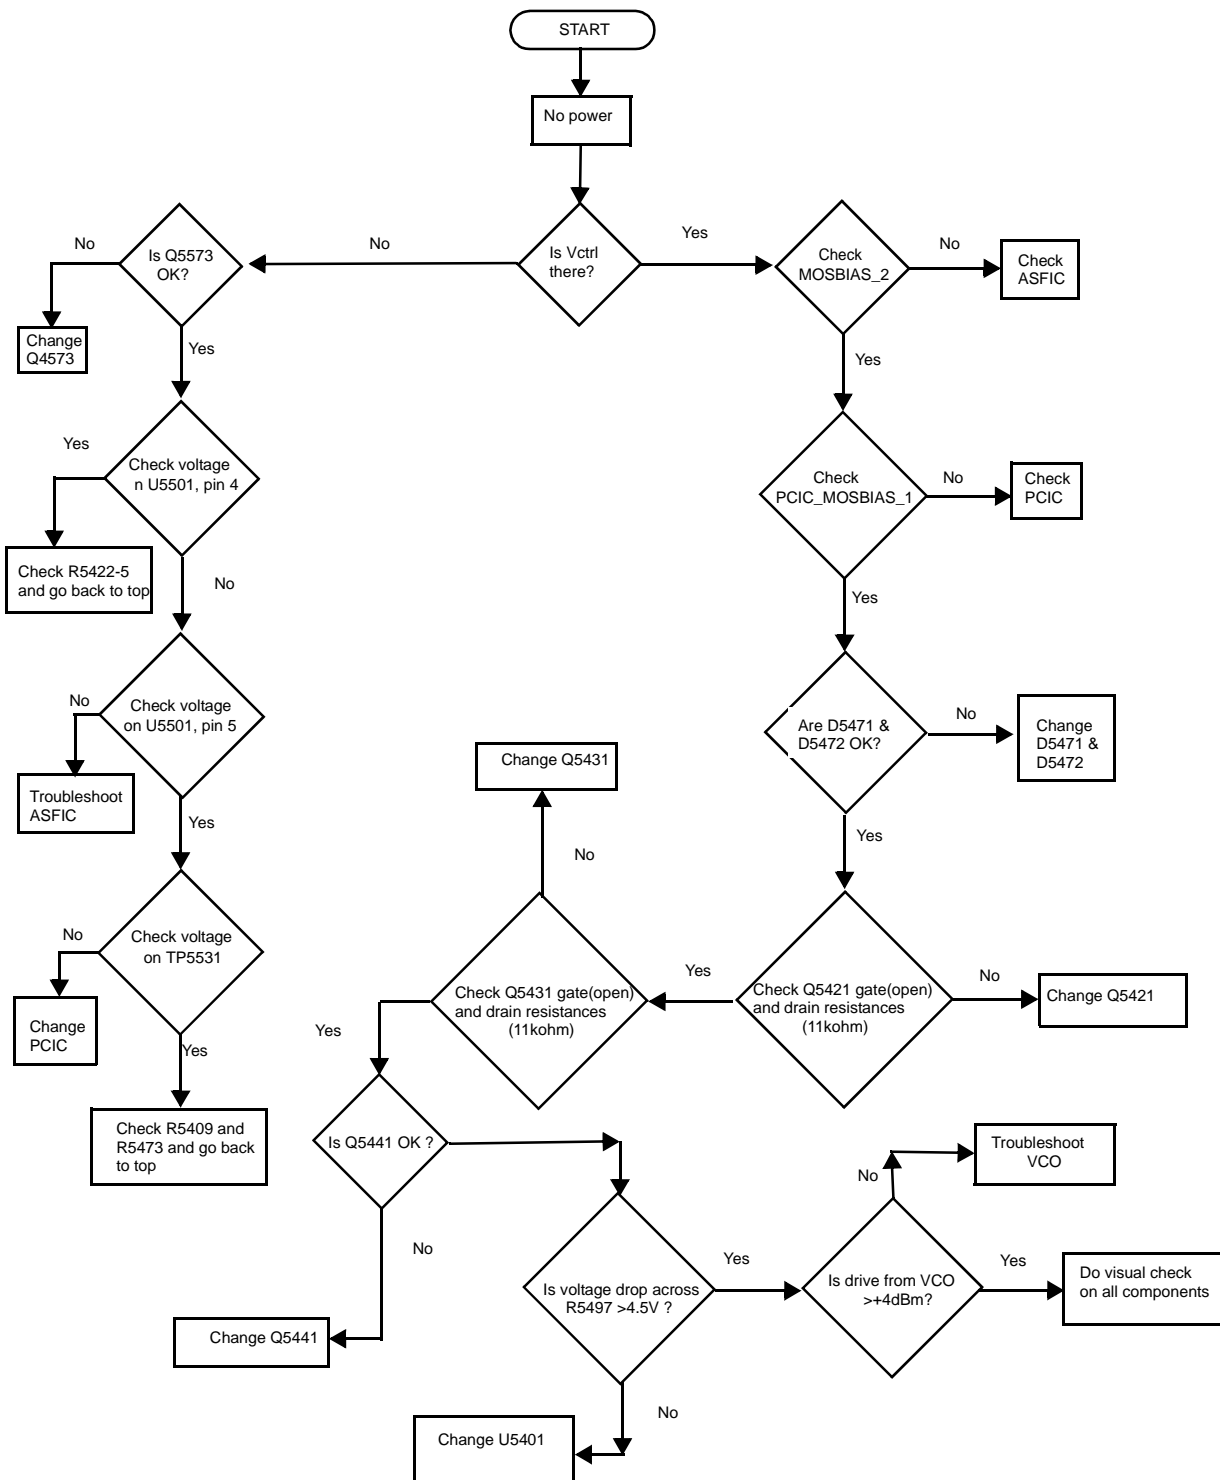 START
No power
Is Vctrl
there?
No
Yes
Is Q5573
OK?
No
Change
Q4573
Yes
Check
MOSBIAS_2
No
Check
ASFIC
Yes
Check voltage
n U5501, pin 4
Yes
Check R5422-5
and go back to top
No
Check
PCIC_MOSBIAS_1
No
Check
PCIC
Yes
Check voltage
on U5501, pin 5
No
Troubleshoot
ASFIC
Yes
Are D5471 &
D5472 OK?
No
Change
D5471 &
D5472
Yes
Check voltage
on TP5531
No
Change
PCIC
Yes
Check R5409 and
R5473 and go back
to top
Check Q5421 gate(open)
and drain resistances
(11kohm)
No
Change Q5421
Yes
Check Q5431 gate(open)
and drain resistances
(11kohm)
No
Change Q5431
Yes
Is Q5441 OK ?
No
Change Q5441
Is voltage drop across
R5497 >4.5V ?
No
Change U5401
Yes
Is drive from VCO
>+4dBm?
No
Troubleshoot
VCO
Yes
Do visual check
on all components